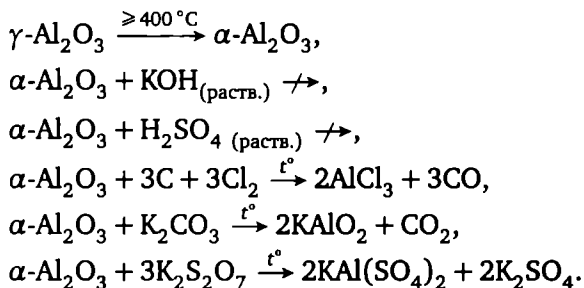 γ-Al₂O₃ ⩾400 °C⟶ α-Al₂O₃,
α-Al₂O₃ + KOH₍раств.₎ ↛,
α-Al₂O₃ + H₂SO₄ ₍раств.₎ ↛,
α-Al₂O₃ + 3C + 3Cl₂ t°⟶ 2AlCl₃ + 3CO,
α-Al₂O₃ + K₂CO₃ t°⟶ 2KAlO₂ + CO₂,
α-Al₂O₃ + 3K₂S₂O₇ t°⟶ 2KAl(SO₄)₂ + 2K₂SO₄.